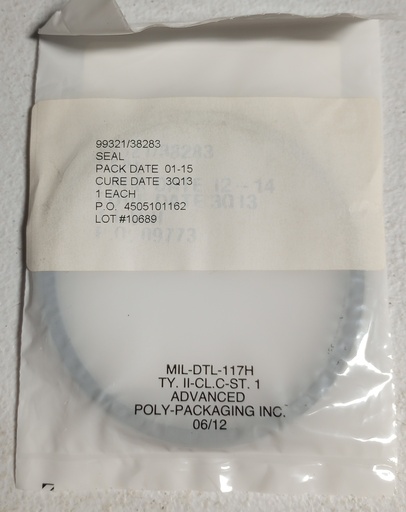 99321/38283
SEAL
PACK DATE 01-15
CURE DATE 3Q13
1 EACH
P.O. 4505101162
LOT #10689
MIL-DTL-117H
TY. II-CL.C-ST. 1
ADVANCED
POLY-PACKAGING INC.
06/12